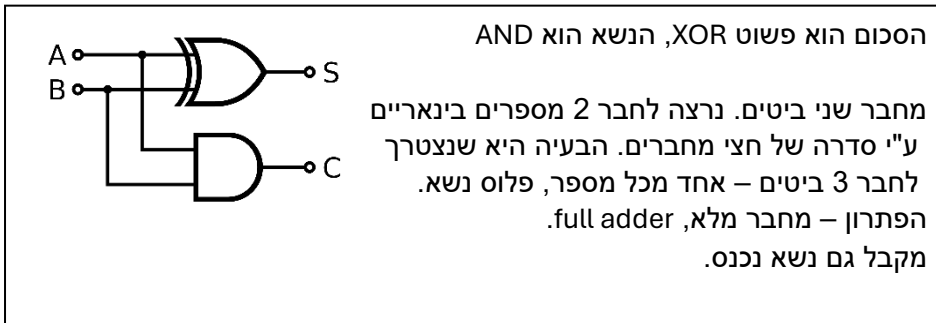 הסכום הוא פשוט XOR, הנשא הוא AND
מחבר שני ביטים. נרצה לחבר 2 מספרים בינאריים
ע"י סדרה של חצי מחברים. הבעיה היא שנצטרך
לחבר 3 ביטים – אחד מכל מספר, פלוס נשא.
הפתרון – מחבר מלא, full adder.
מקבל גם נשא נכנס.
A
B
S
C